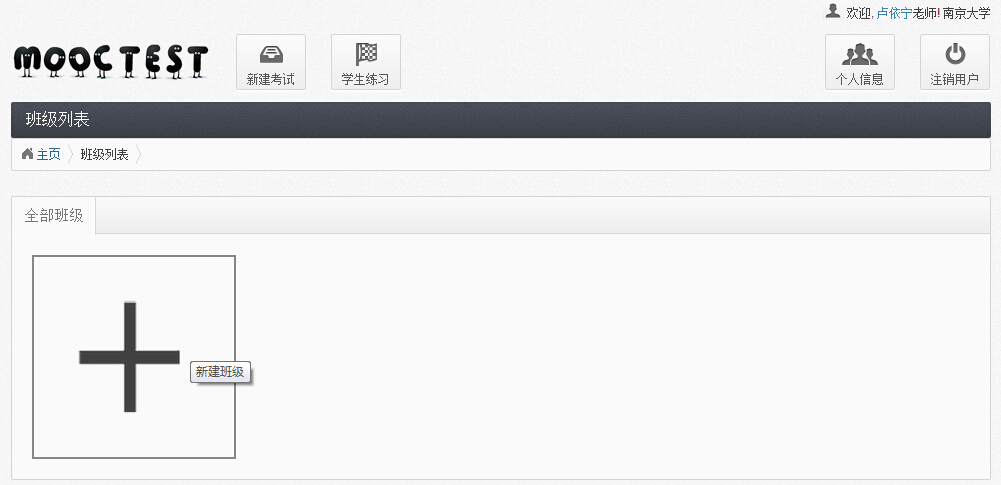 欢迎, 卢依宁老师! 南京大学
MOOCTEST
新建考试
学生练习
个人信息
注销用户
班级列表
主页 班级列表
全部班级
新建班级